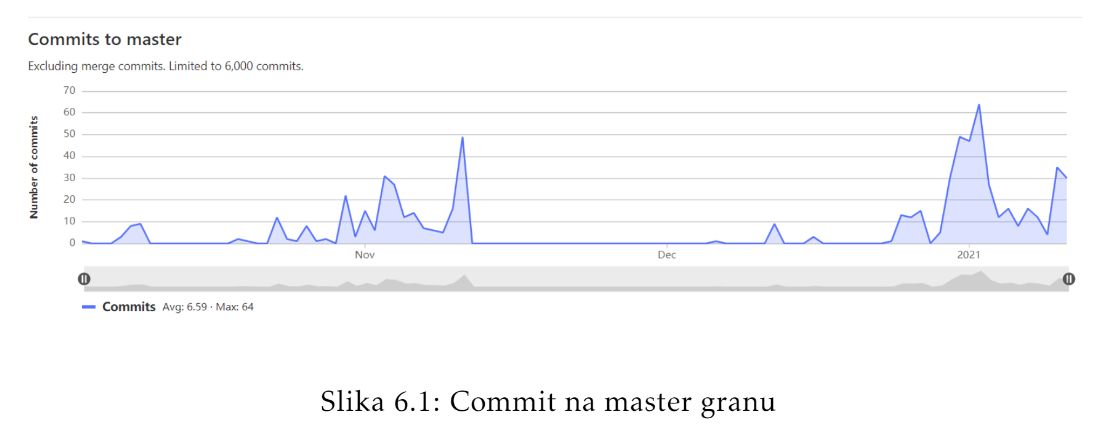 Commits to master
Excluding merge commits. Limited to 6,000 commits.
Number of commits
70
60
50
40
30
20
10
0
Nov
Dec
2021
Commits Avg: 6.59 · Max: 64
Slika 6.1: Commit na master granu